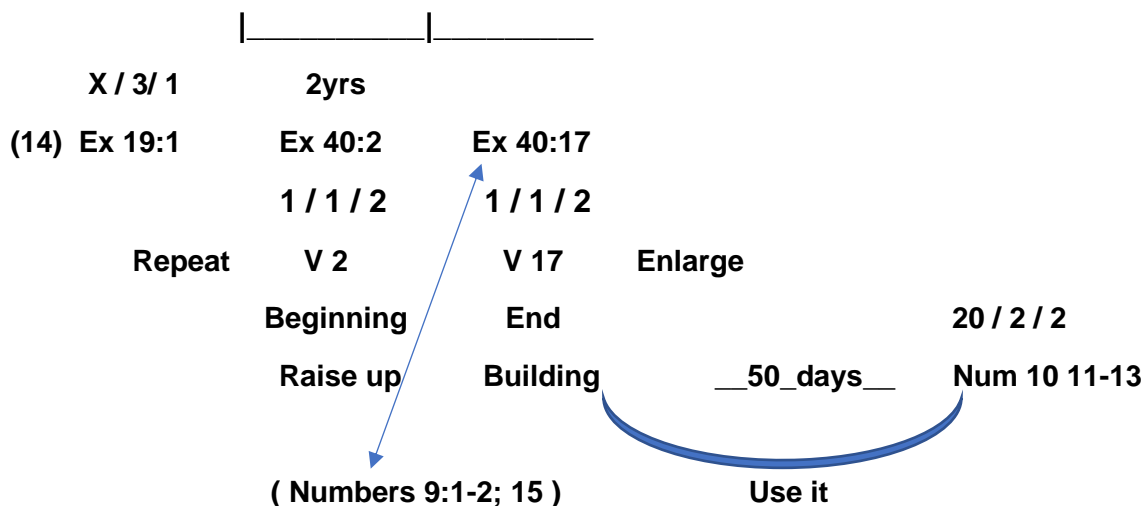 |__________|_________
X / 3/ 1 2yrs
(14) Ex 19:1 Ex 40:2 Ex 40:17
1 / 1 / 2 1 / 1 / 2
Repeat V 2 V 17 Enlarge
Beginning End 20 / 2 / 2
Raise up Building __50_days__ Num 10 11-13
( Numbers 9:1-2; 15 ) Use it